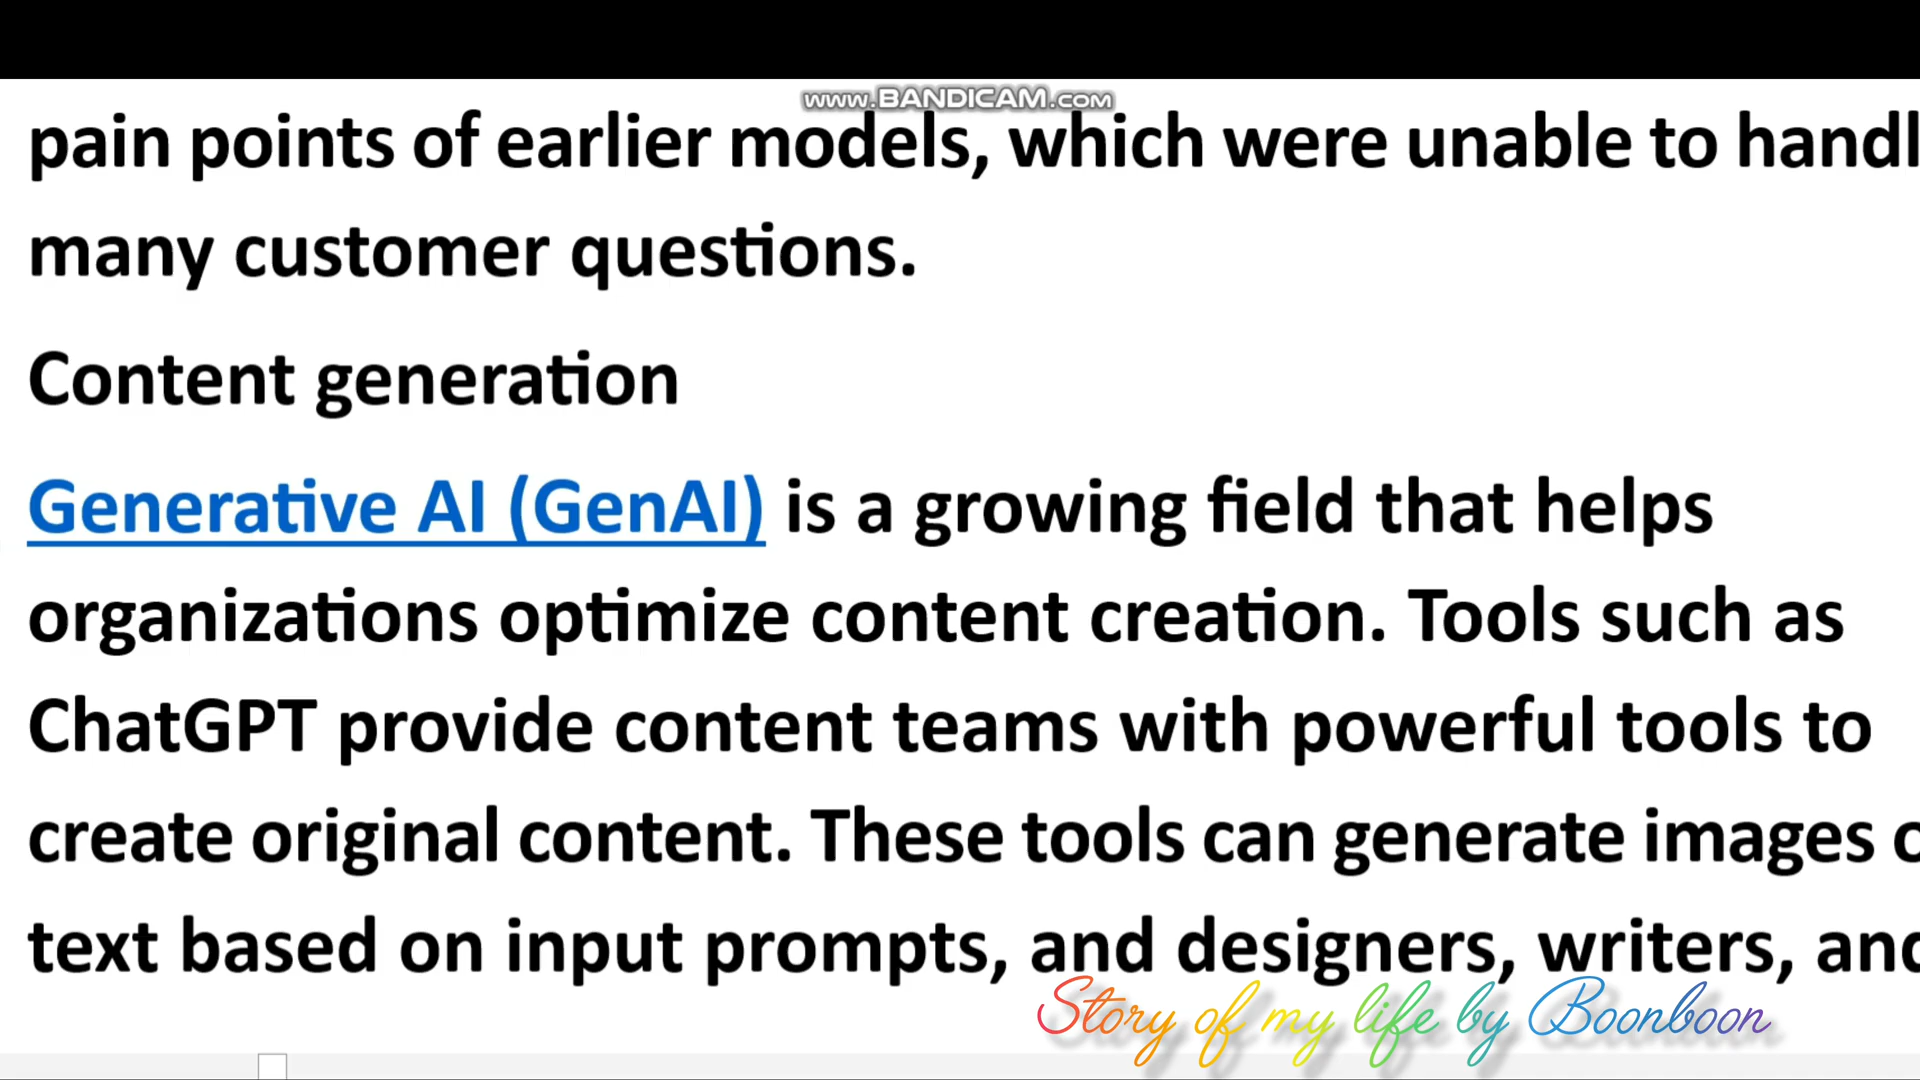 www.BANDICAM.com
pain points of earlier models, which were unable to handl
many customer questions.
Content generation
Generative AI (GenAI) is a growing field that helps
organizations optimize content creation. Tools such as
ChatGPT provide content teams with powerful tools to
create original content. These tools can generate images
text based on input prompts, and designers, writers, and
Story of my life by Boonboon